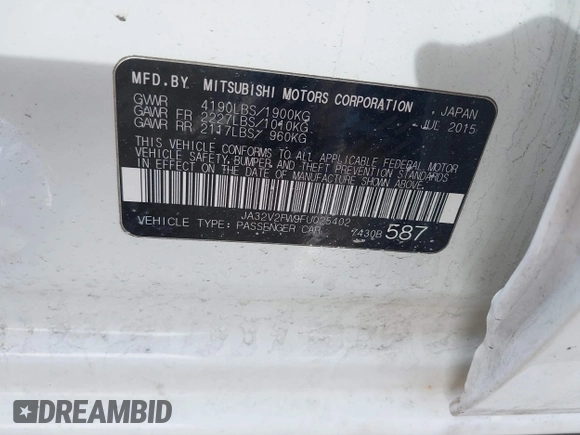 MFD.BY MITSUBISHI MOTORS CORPORATION , JAPAN
GVWR 4190LBS/1900KG JUL 2015
GAWR FR 2227LBS/1010KG
GAWR RR 2117LBS/ 960KG
THIS VEHICLE CONFORMS TO ALL APPLICABLE FEDERAL MOTOR
VEHICLE SAFETY, BUMPER, AND THEFT PREVENTION STANDARDS
IN EFFECT ON THE DATE OF MANUFACTURE SHOWN ABOVE.
JA32V2FW9FU025402
VEHICLE TYPE: PASSENGER CAR 7430B 587
DREAMBID